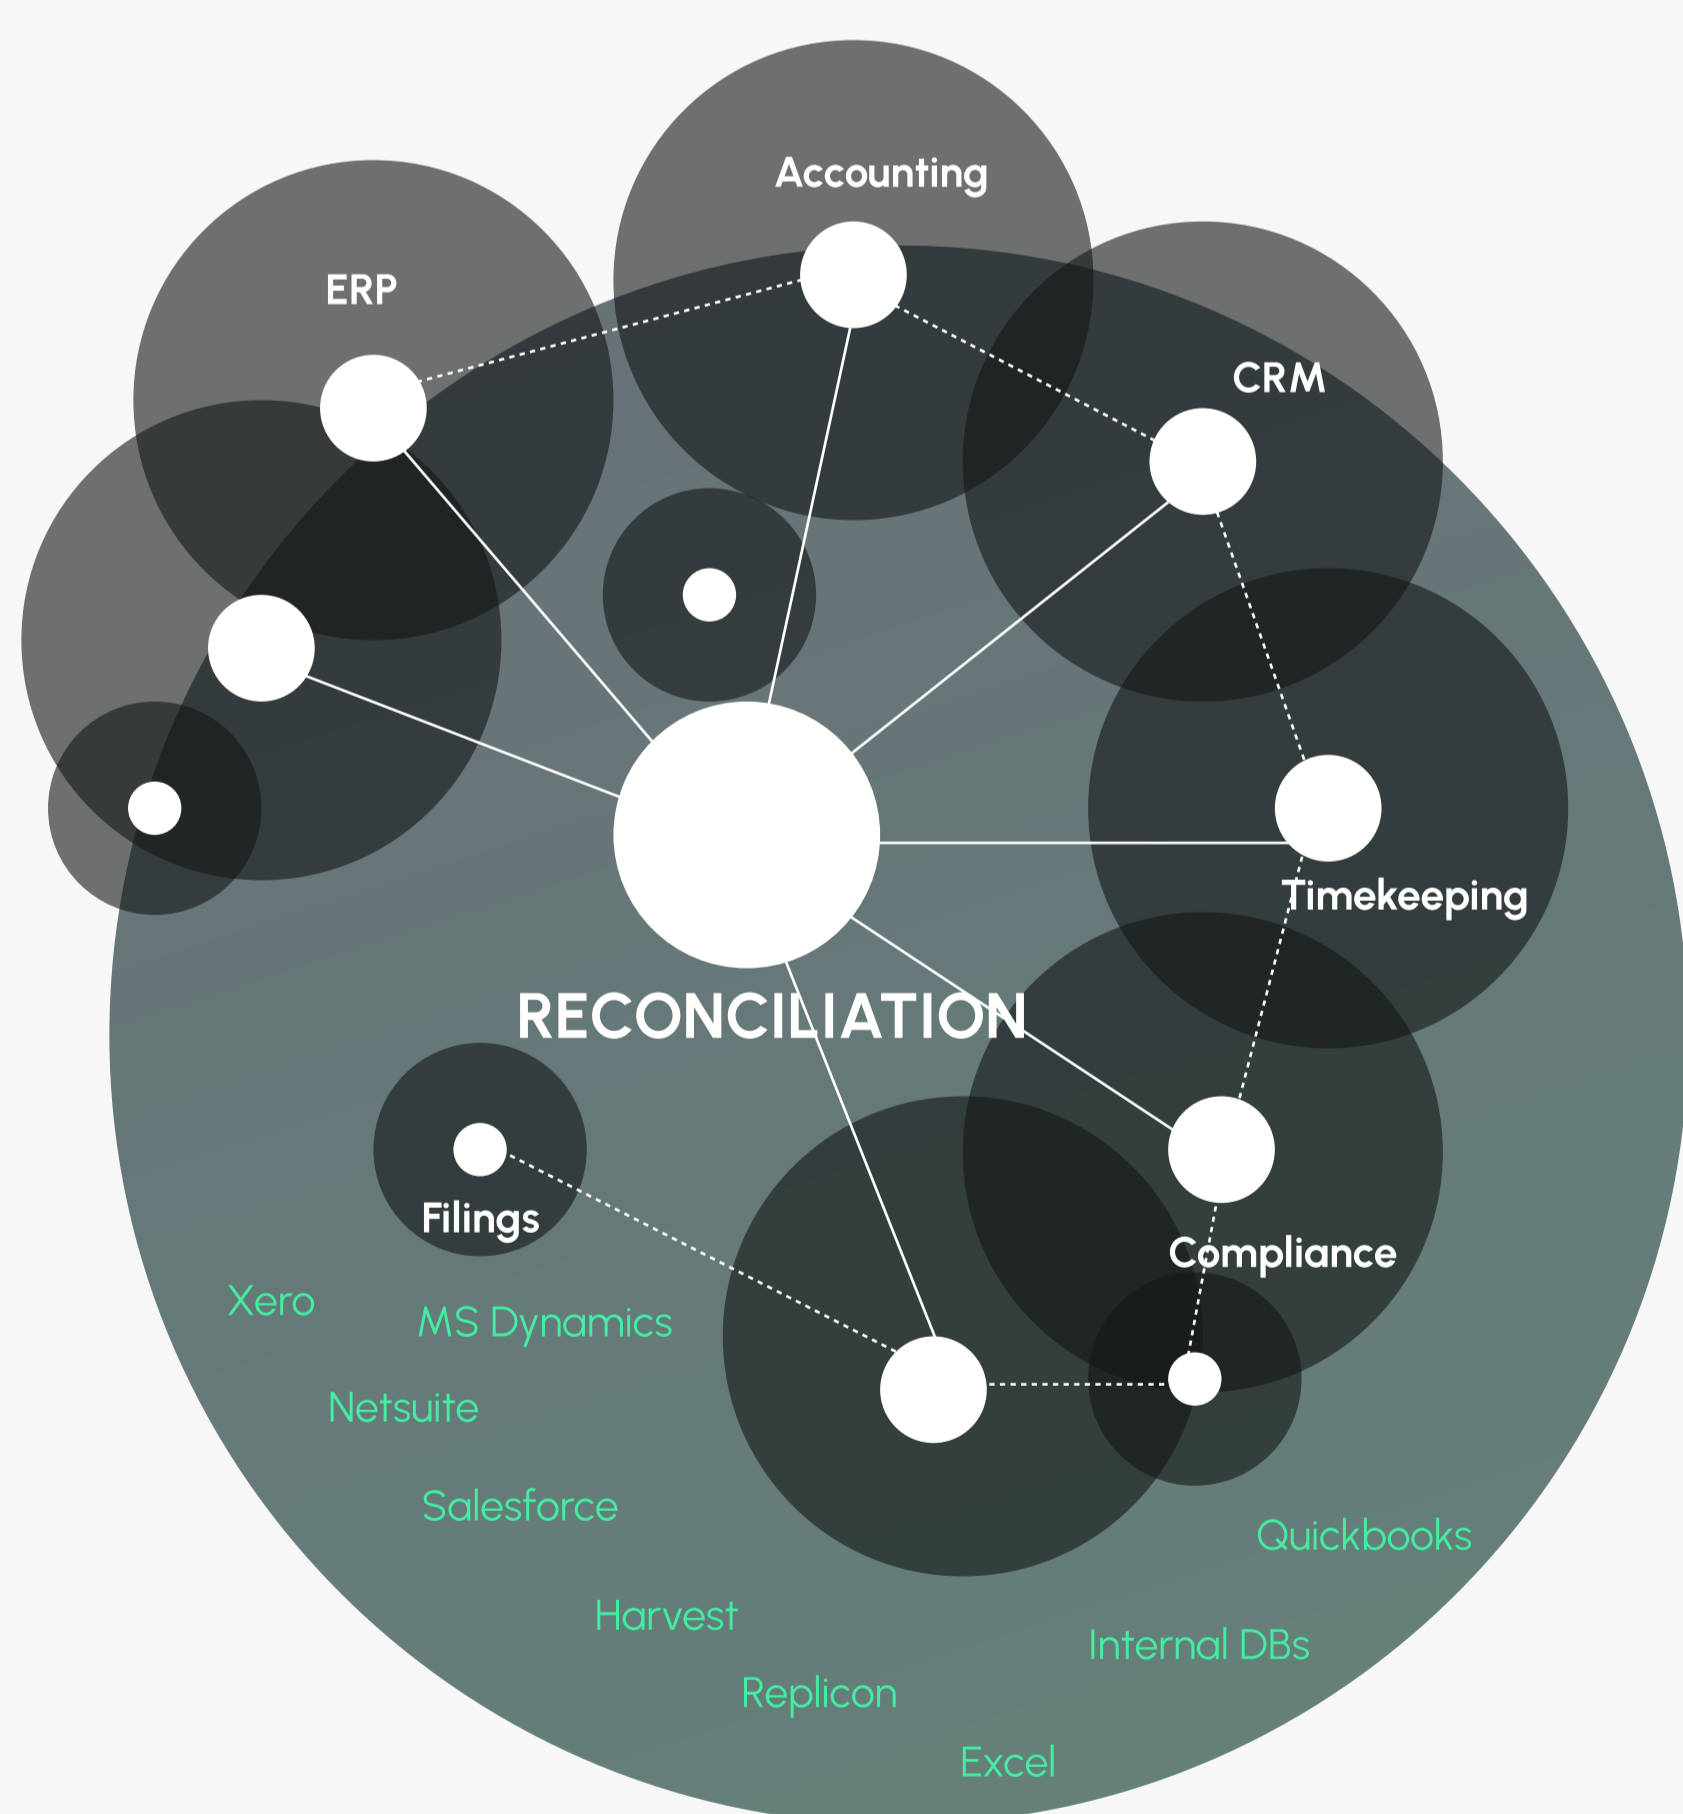 Accounting
ERP
CRM
Timekeeping
RECONCILIATION
Filings
Compliance
Xero
MS Dynamics
Netsuite
Salesforce
Quickbooks
Harvest
Internal DBs
Replicon
Excel